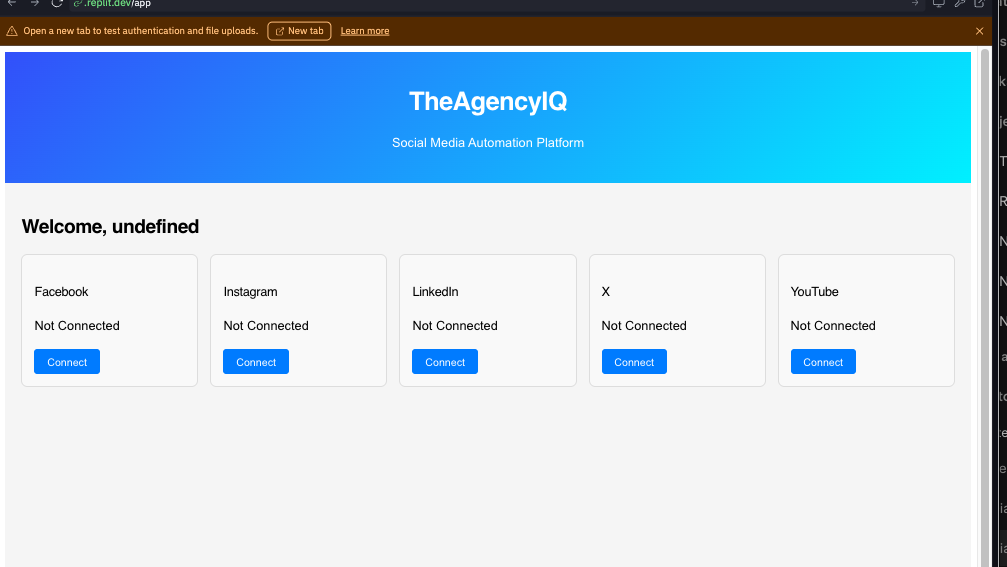 .replit.dev/app
Open a new tab to test authentication and file uploads. New tab Learn more
TheAgencyIQ
Social Media Automation Platform
Welcome, undefined
Facebook Instagram LinkedIn X YouTube
Not Connected Not Connected Not Connected Not Connected Not Connected
Connect Connect Connect Connect Connect